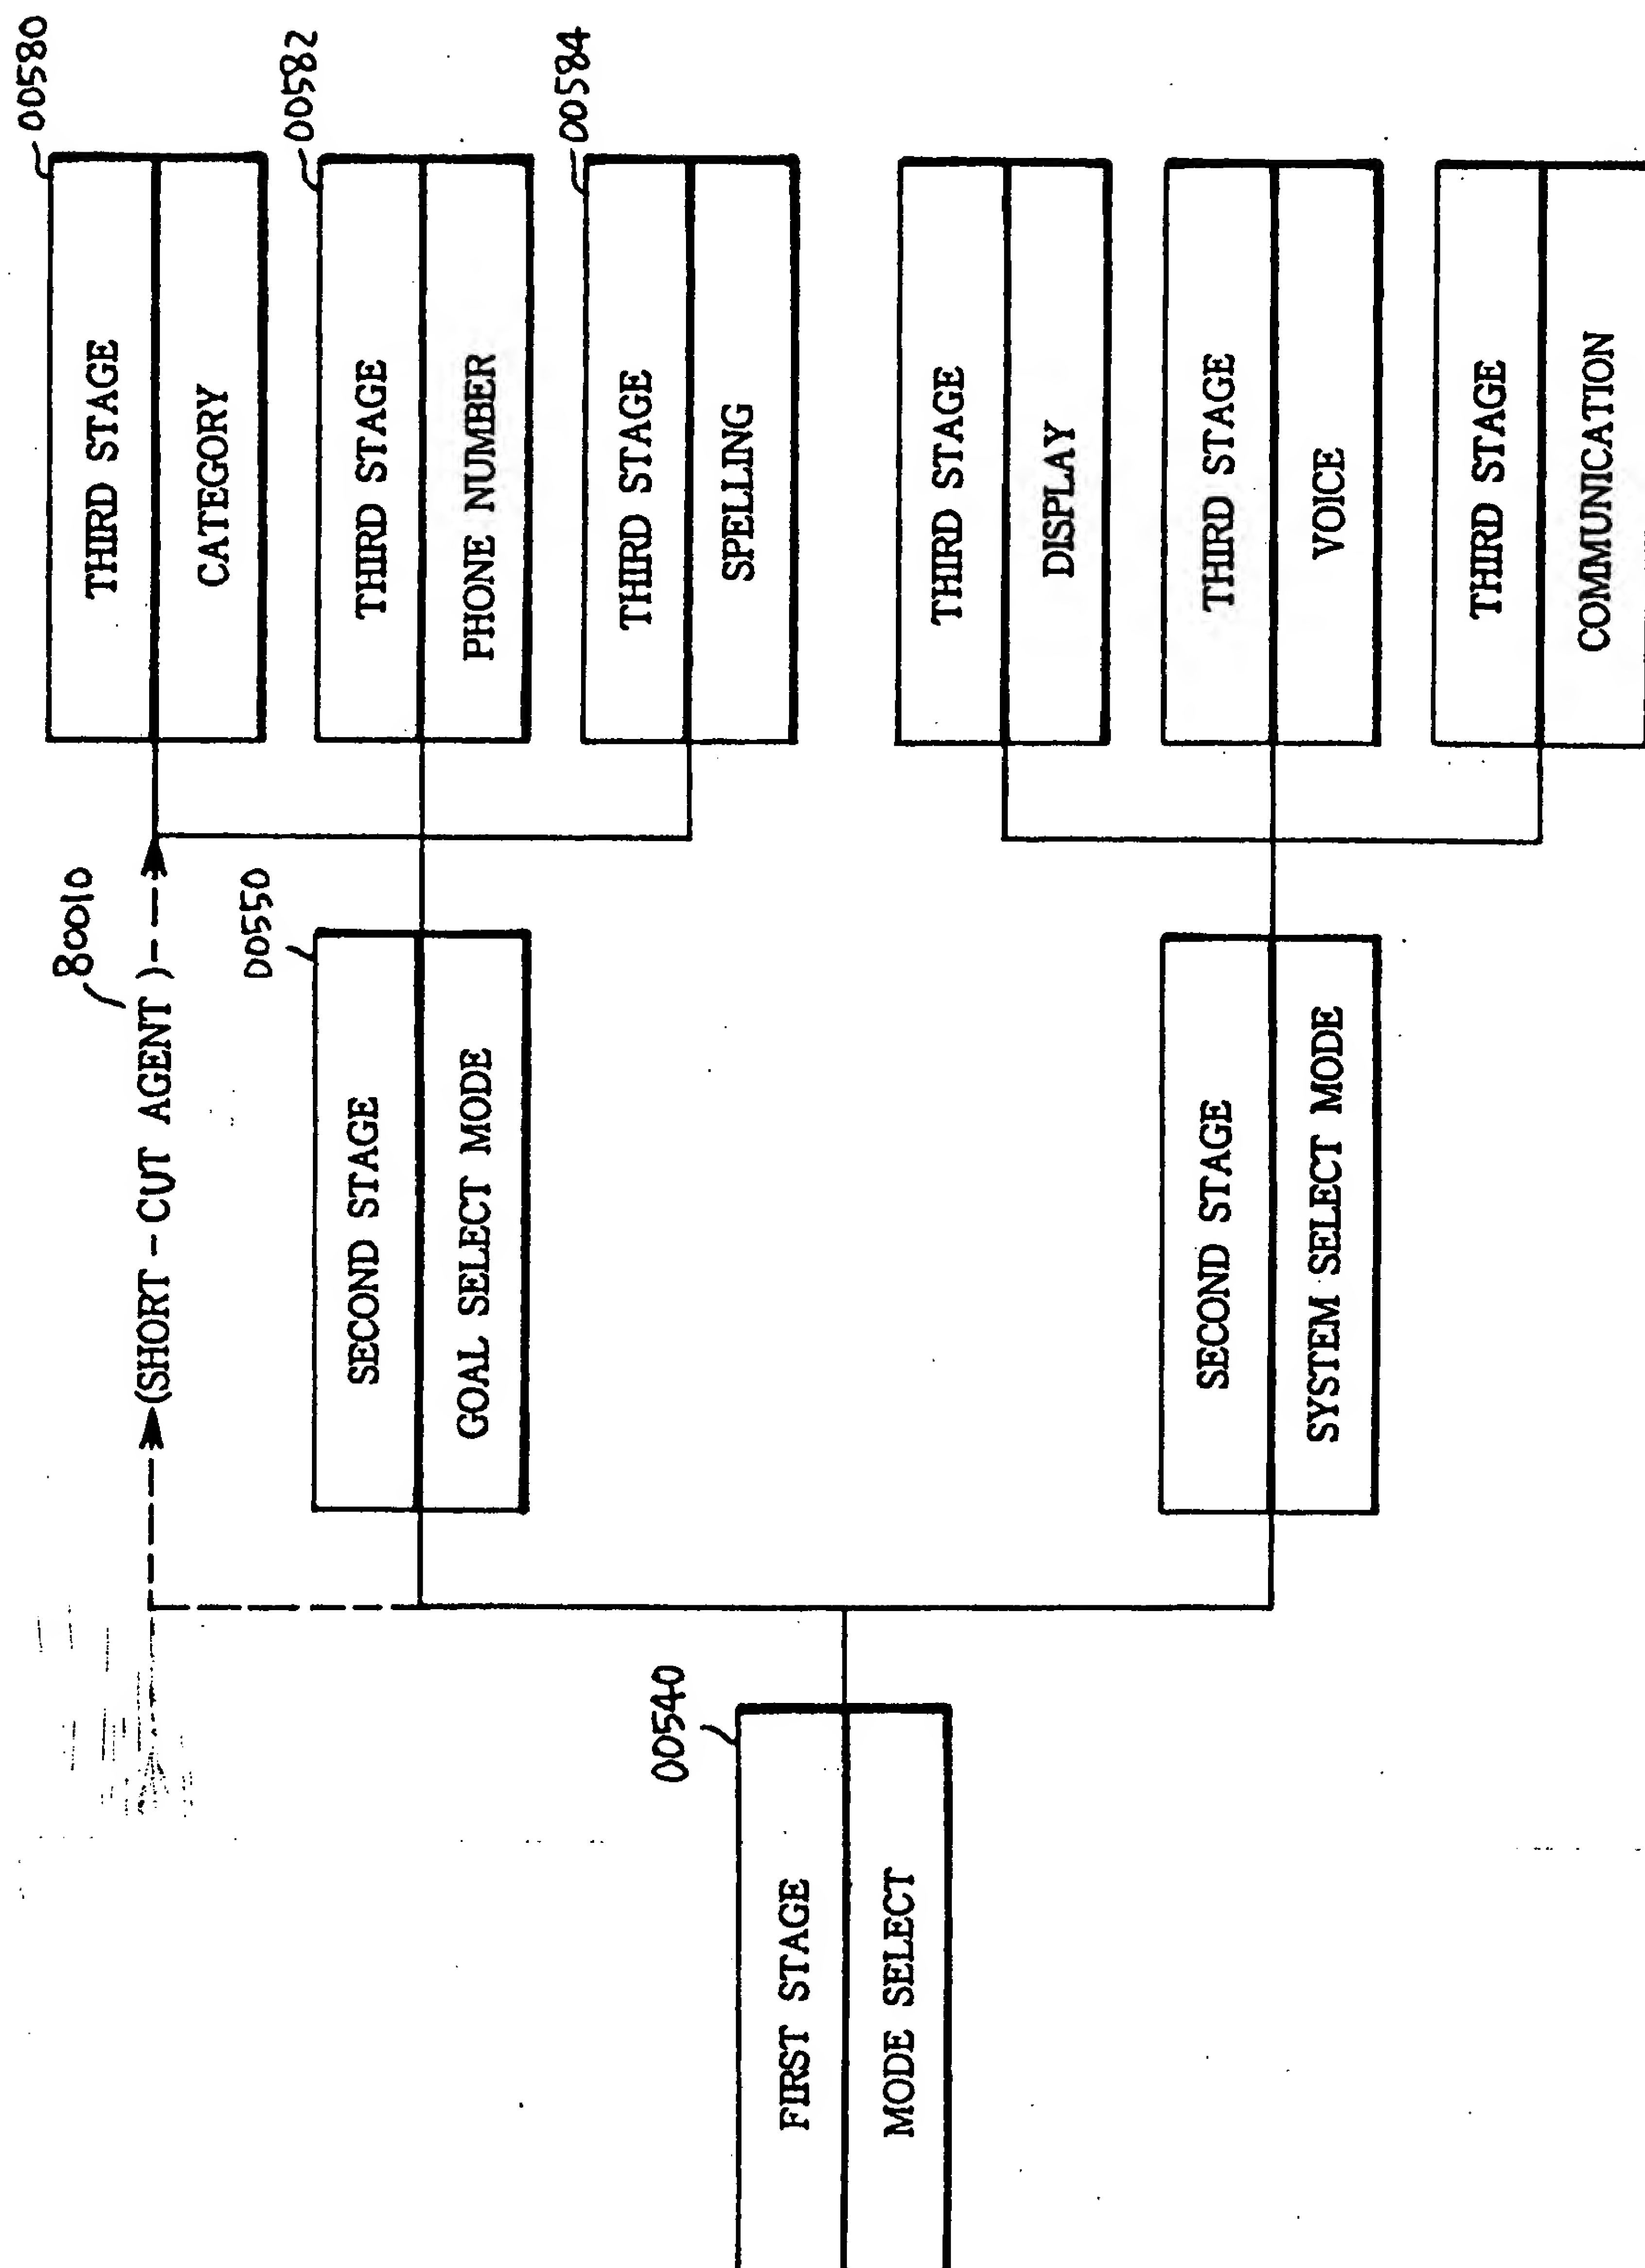 00540
FIRST STAGE
MODE SELECT
80010
(SHORT - CUT AGENT)
D0550
SECOND STAGE
GOAL SELECT MODE
SECOND STAGE
SYSTEM SELECT MODE
00580
THIRD STAGE
CATEGORY
00582
THIRD STAGE
PHONE NUMBER
00584
THIRD STAGE
SPELLING
THIRD STAGE
DISPLAY
THIRD STAGE
VOICE
THIRD STAGE
COMMUNICATION